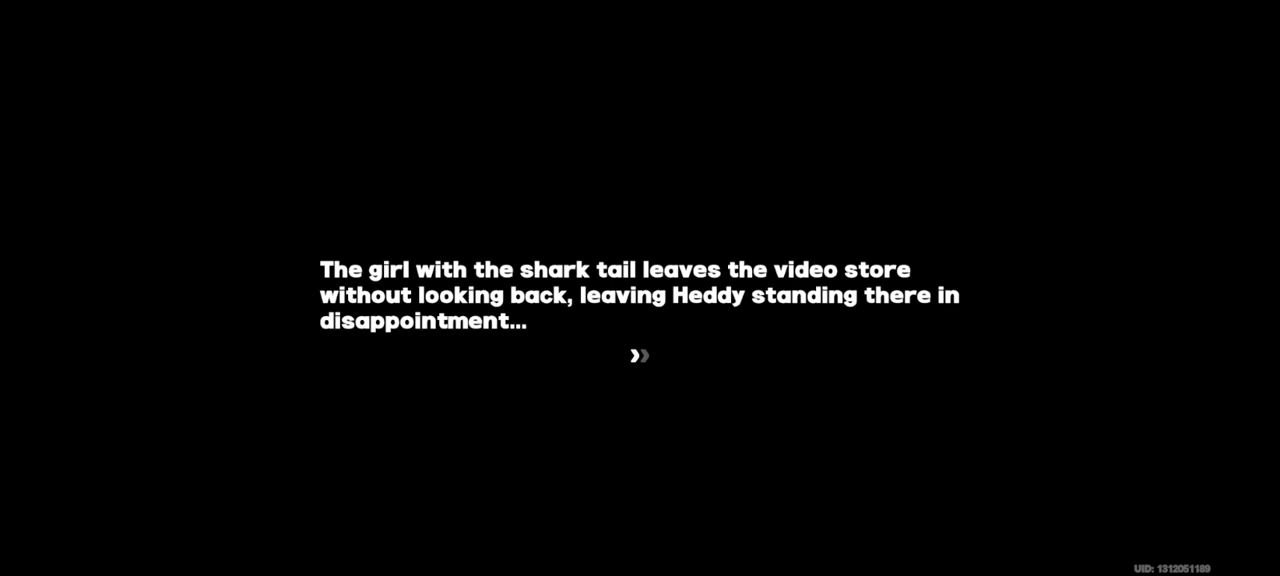 The girl with the shark tail leaves the video store
without looking back, leaving Heddy standing there in
disappointment...
UID: 1312051189